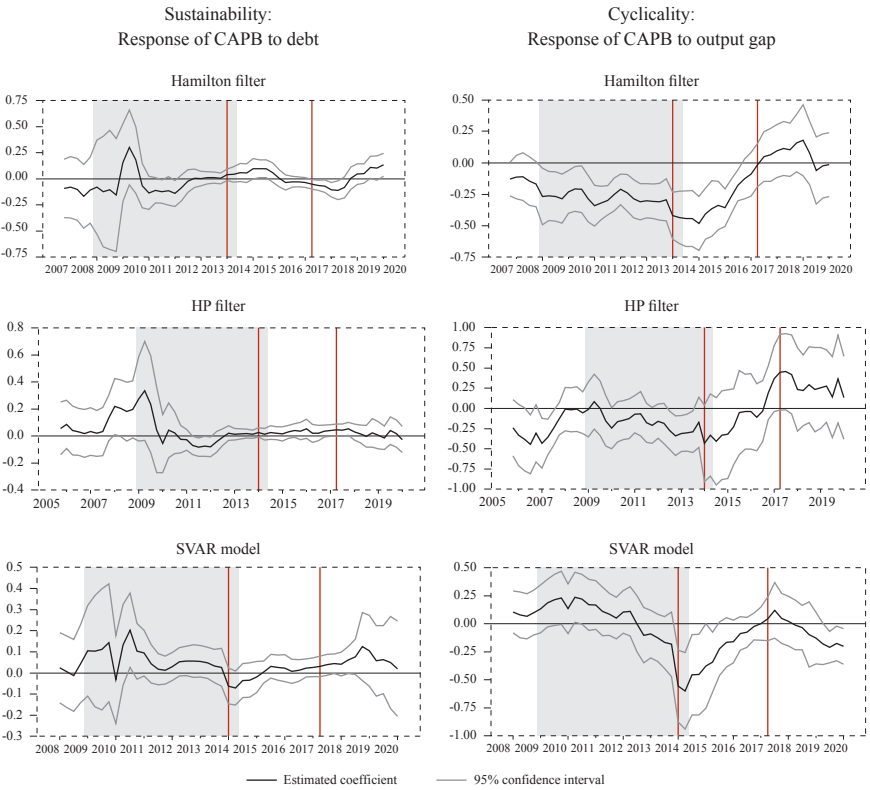 Sustainability:
Response of CAPB to debt
Cyclicality:
Response of CAPB to output gap
Hamilton filter
0.75
0.50
0.25
0.00
-0.25
-0.50
-0.75
2007 2008 2009 2010 2011 2012 2013 2014 2015 2016 2017 2018 2019 2020
Hamilton filter
0.50
0.25
0.00
-0.25
-0.50
-0.75
2007 2008 2009 2010 2011 2012 2013 2014 2015 2016 2017 2018 2019 2020
HP filter
0.8
0.6
0.4
0.2
0.0
-0.2
-0.4
2005 2007 2009 2011 2013 2015 2017 2019
HP filter
1.00
0.75
0.50
0.25
0.00
-0.25
-0.50
-0.75
-1.00
2005 2007 2009 2011 2013 2015 2017 2019
SVAR model
0.5
0.4
0.3
0.2
0.1
0.0
-0.1
-0.2
-0.3
2008 2009 2010 2011 2012 2013 2014 2015 2016 2017 2018 2019 2020
SVAR model
0.50
0.25
0.00
-0.25
-0.50
-0.75
-1.00
2008 2009 2010 2011 2012 2013 2014 2015 2016 2017 2018 2019 2020
Estimated coefficient
95% confidence interval